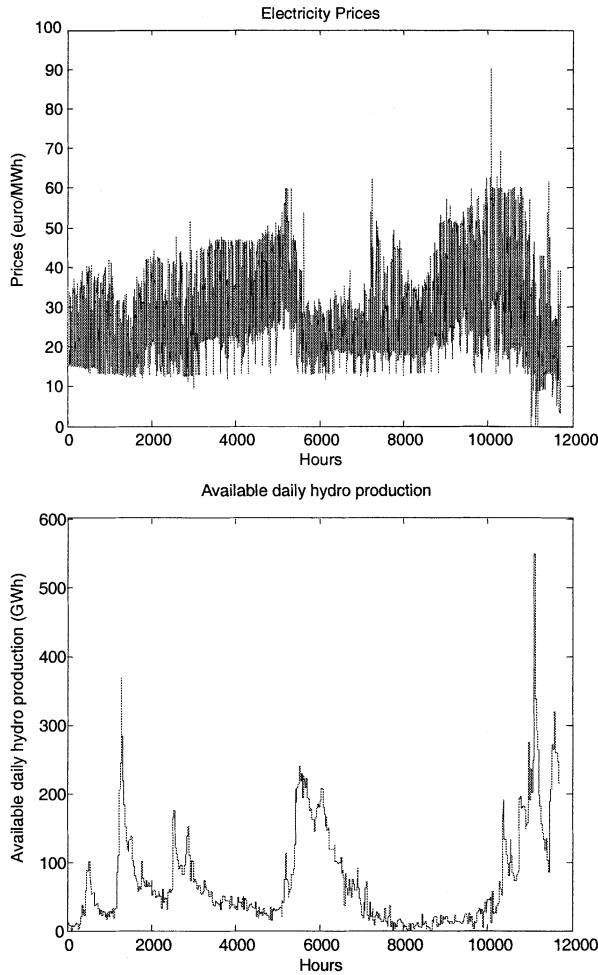 Electricity Prices
100
90
80
70
60
50
40
30
20
10
0
Prices (euro/MWh)
0 2000 4000 6000 8000 10000 12000
Hours
Available daily hydro production
600
500
400
300
200
100
0
Available daily hydro production (GWh)
0 2000 4000 6000 8000 10000 12000
Hours